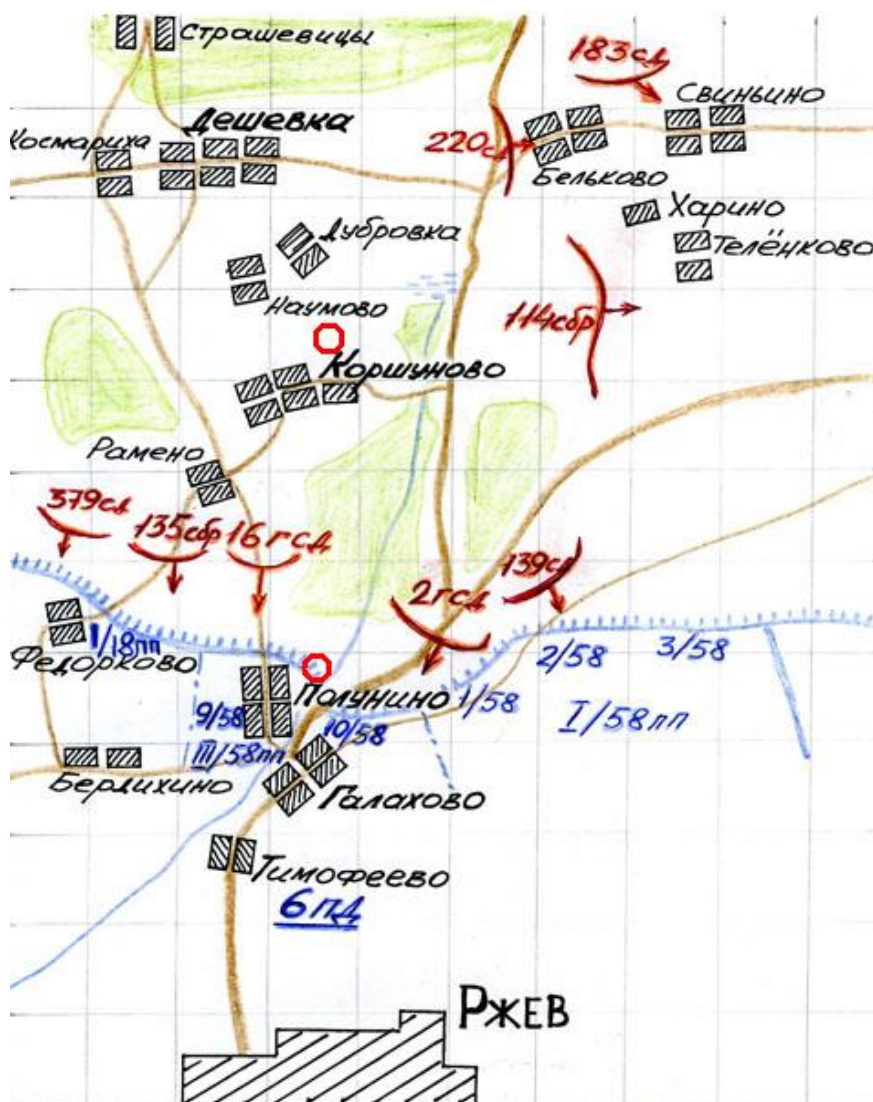 Страшевицы
183сд
Свиньино
Космариха
Дешевка
220сд
Бельково
Харино
Телёнково
Дубровка
Наумово
114сбр
Коршуново
Рамено
379сд
135сбр
16гсд
139сд
2гсд
II/18пп
Федорково
2/58
3/58
Полунино
9/58
10/58
1/58
I/58пп
III/58пп
Берлихино
Галахово
Тимофеево
6ПД
Ржев